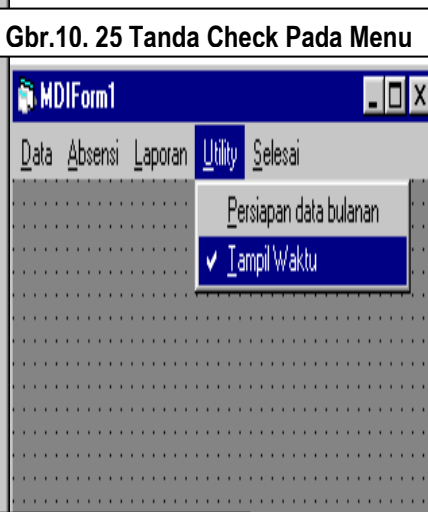 Gbr.10. 25 Tanda Check Pada Menu
MDIForm1
Data Absensi Laporan Utility Selesai
Persiapan data bulanan
✓ Tampil Waktu